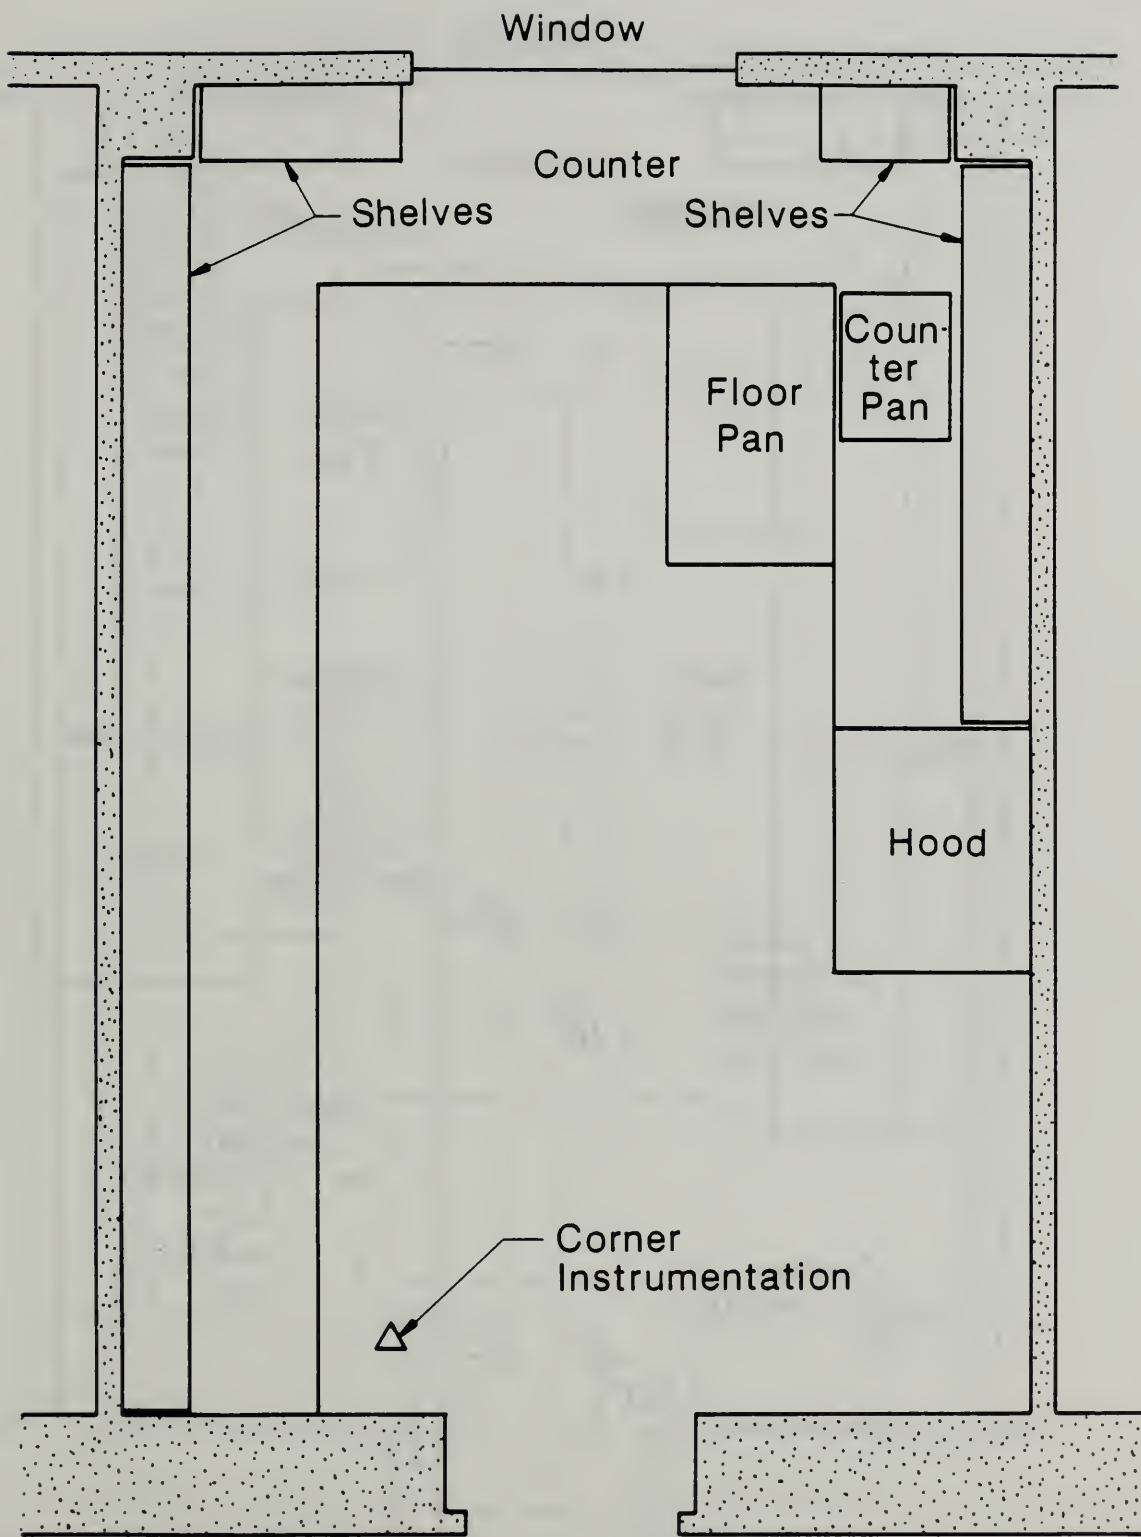 Window
Counter
Shelves
Shelves
Coun-
ter
Pan
Floor
Pan
Hood
Corner
Instrumentation